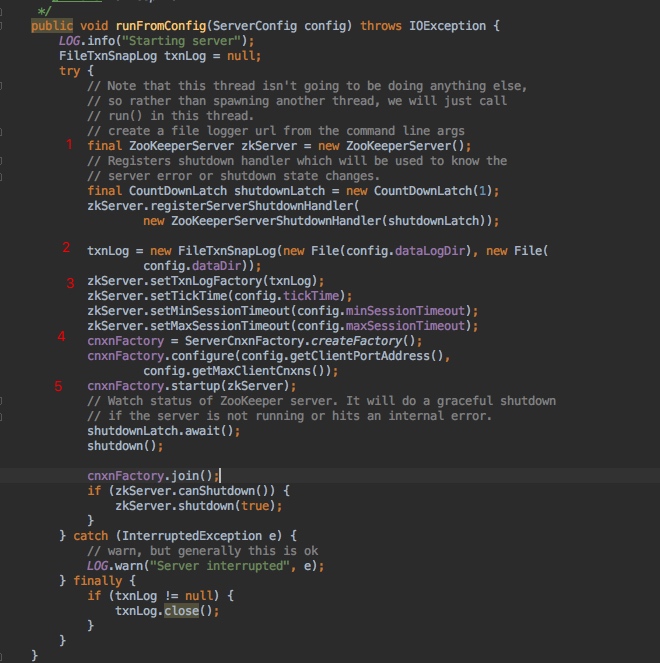 */
public void runFromConfig(ServerConfig config) throws IOException {
LOG.info("Starting server");
FileTxnSnapLog txnLog = null;
try {
// Note that this thread isn't going to be doing anything else,
// so rather than spawning another thread, we will just call
// run() in this thread.
// create a file logger url from the command line args
1 final ZooKeeperServer zkServer = new ZooKeeperServer();
// Registers shutdown handler which will be used to know the
// server error or shutdown state changes.
final CountDownLatch shutdownLatch = new CountDownLatch(1);
zkServer.registerServerShutdownHandler(
new ZooKeeperServerShutdownHandler(shutdownLatch));
2 txnLog = new FileTxnSnapLog(new File(config.dataLogDir), new File(
config.dataDir));
3 zkServer.setTxnLogFactory(txnLog);
zkServer.setTickTime(config.tickTime);
zkServer.setMinSessionTimeout(config.minSessionTimeout);
zkServer.setMaxSessionTimeout(config.maxSessionTimeout);
4 cnxnFactory = ServerCnxnFactory.createFactory();
cnxnFactory.configure(config.getClientPortAddress(),
config.getMaxClientCnxns());
5 cnxnFactory.startup(zkServer);
// Watch status of ZooKeeper server. It will do a graceful shutdown
// if the server is not running or hits an internal error.
shutdownLatch.await();
shutdown();
cnxnFactory.join();
if (zkServer.canShutdown()) {
zkServer.shutdown(true);
}
} catch (InterruptedException e) {
// warn, but generally this is ok
LOG.warn("Server interrupted", e);
} finally {
if (txnLog != null) {
txnLog.close();
}
}
}